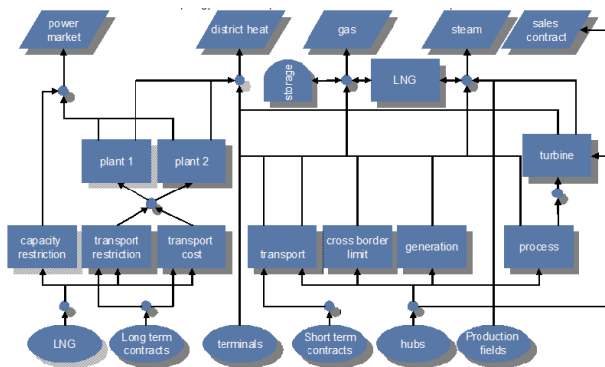 power
market
district heat
gas
steam
sales
contract
storage
LNG
plant 1
plant 2
turbine
capacity
restriction
transport
restriction
transport
cost
transport
cross border
limit
generation
process
LNG
Long term
contracts
terminals
Short term
contracts
hubs
Production
fields